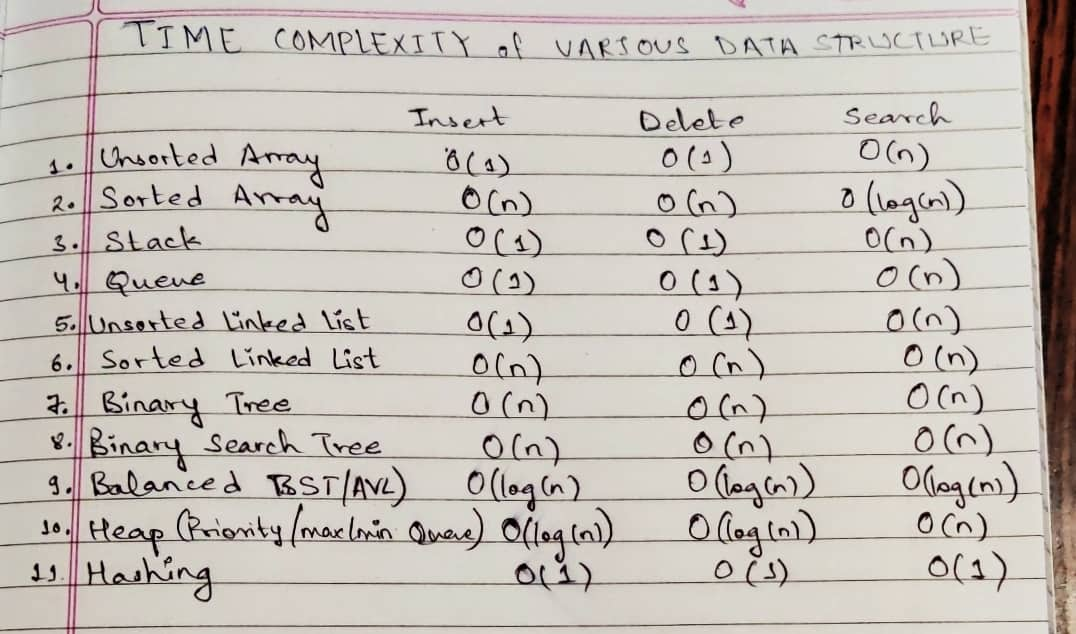 TIME COMPLEXITY of VARIOUS DATA STRUCTURE
Insert Delete Search
1. Unsorted Array O(1) O(1) O(n)
2. Sorted Array O(n) O(n) O(log(n))
3. Stack O(1) O(1) O(n)
4. Queue O(1) O(1) O(n)
5. Unsorted Linked List O(1) O(1) O(n)
6. Sorted Linked List O(n) O(n) O(n)
7. Binary Tree O(n) O(n) O(n)
8. Binary Search Tree O(n) O(n) O(n)
9. Balanced BST/AVL) O(log(n) O(log(n)) O(log(n))
10. Heap (Priority/max/min Queue) O(log(n)) O(log(n)) O(n)
11. Hashing O(1) O(1) O(1)